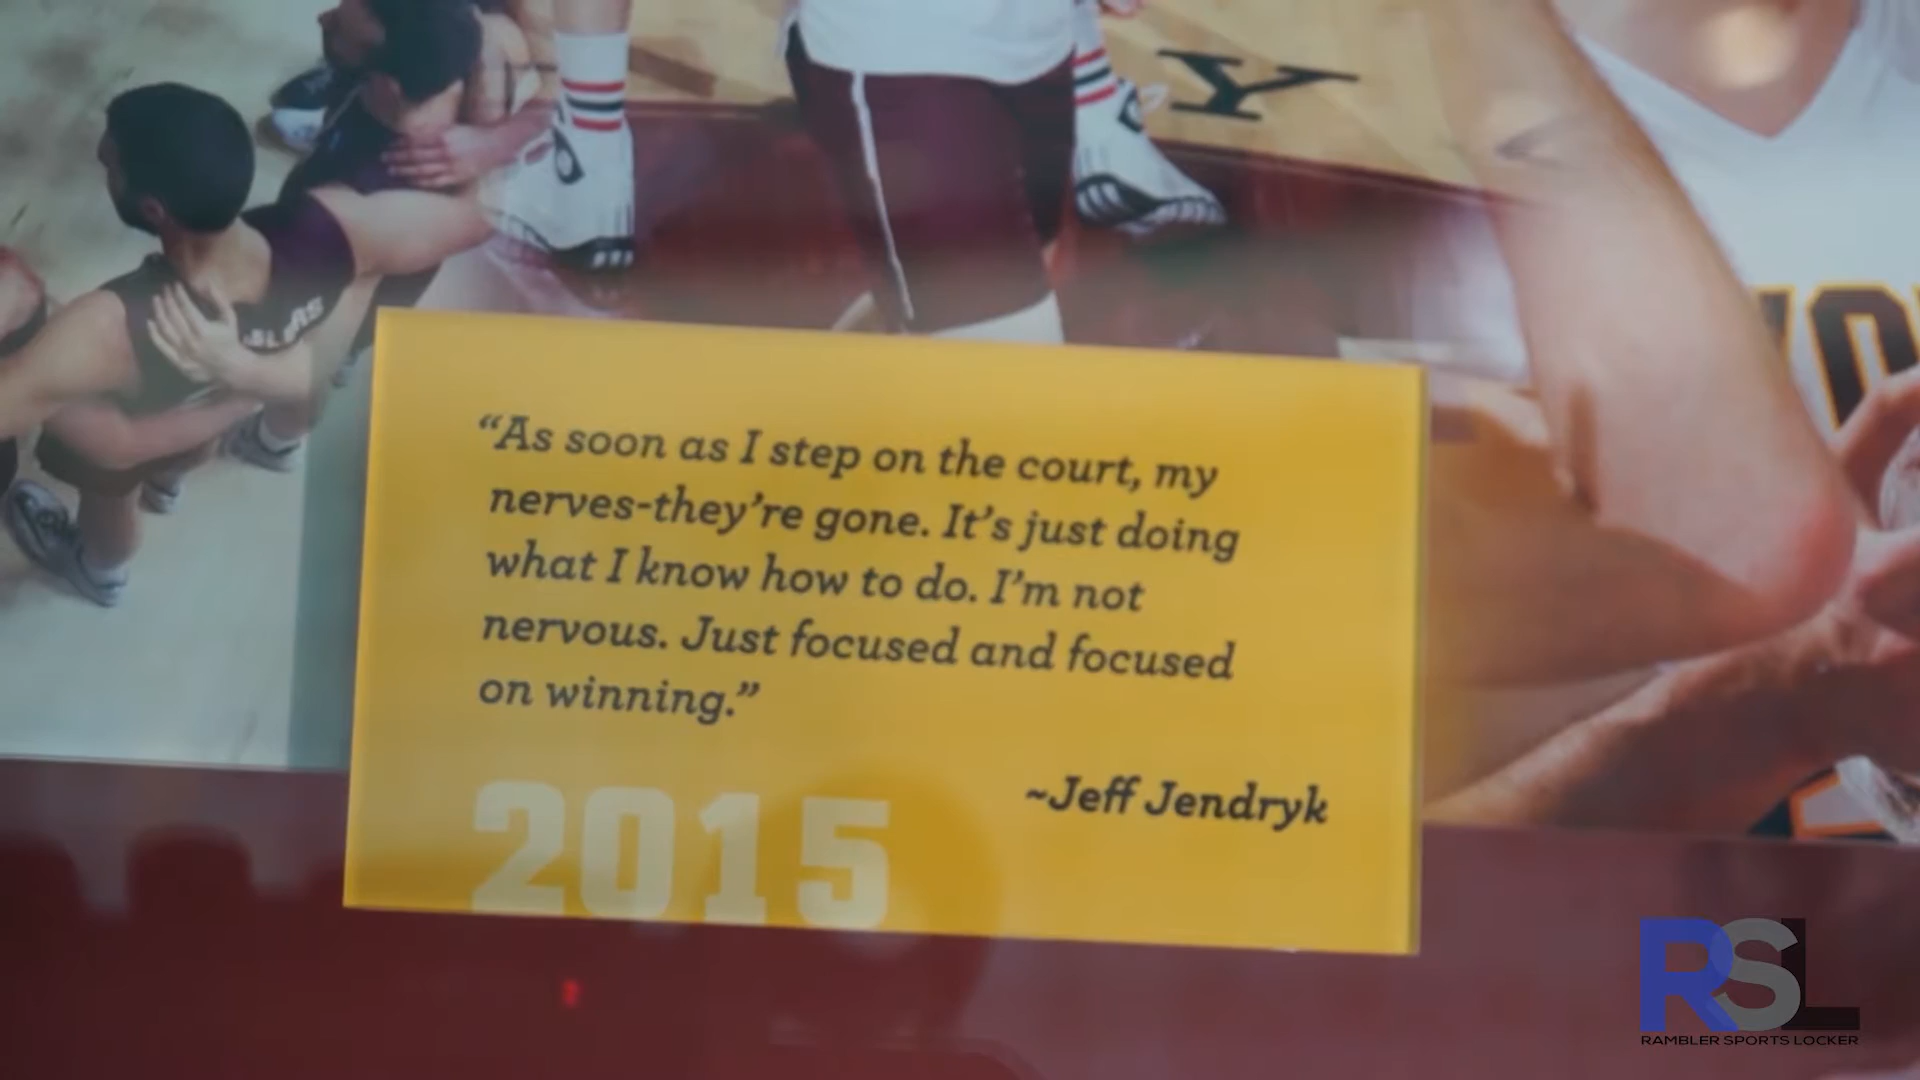 Y
“As soon as I step on the court, my
nerves-they’re gone. It’s just doing
what I know how to do. I’m not
nervous. Just focused and focused
on winning.”
~Jeff Jendryk
2015
RSL
RAMBLER SPORTS LOCKER